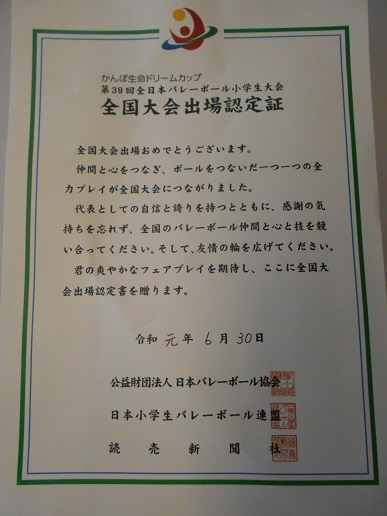 かんぽ生命ドリームカップ
第39回全日本バレーボール小学生大会
全国大会出場認定証
全国大会出場おめでとうございます。
仲間と心をつなぎ、ボールをつないだ一つ一つの全
力プレイが全国大会につながりました。
代表としての自信と誇りを持つとともに、感謝の気
持ちを忘れず、全国のバレーボール仲間と心と技を競
い合ってください。そして、友情の輪を広げてください。
君の爽やかなフェアプレイを期待し、ここに全国大
会出場認定書を贈ります。
令和 元 年 6 月 30 日
公益財団法人 日本バレーボール協会
日本小学生バレーボール連盟
読売新聞社